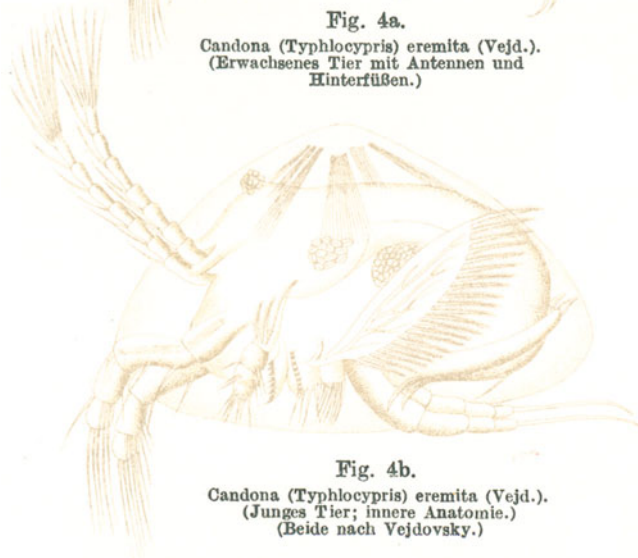 Fig. 4a.
Candona (Typhlocypris) eremita (Vejd.).
(Erwachsenes Tier mit Antennen und
Hinterfüßen.)
Fig. 4b.
Candona (Typhlocypris) eremita (Vejd.).
(Junges Tier; innere Anatomie.)
(Beide nach Vejdovsky.)